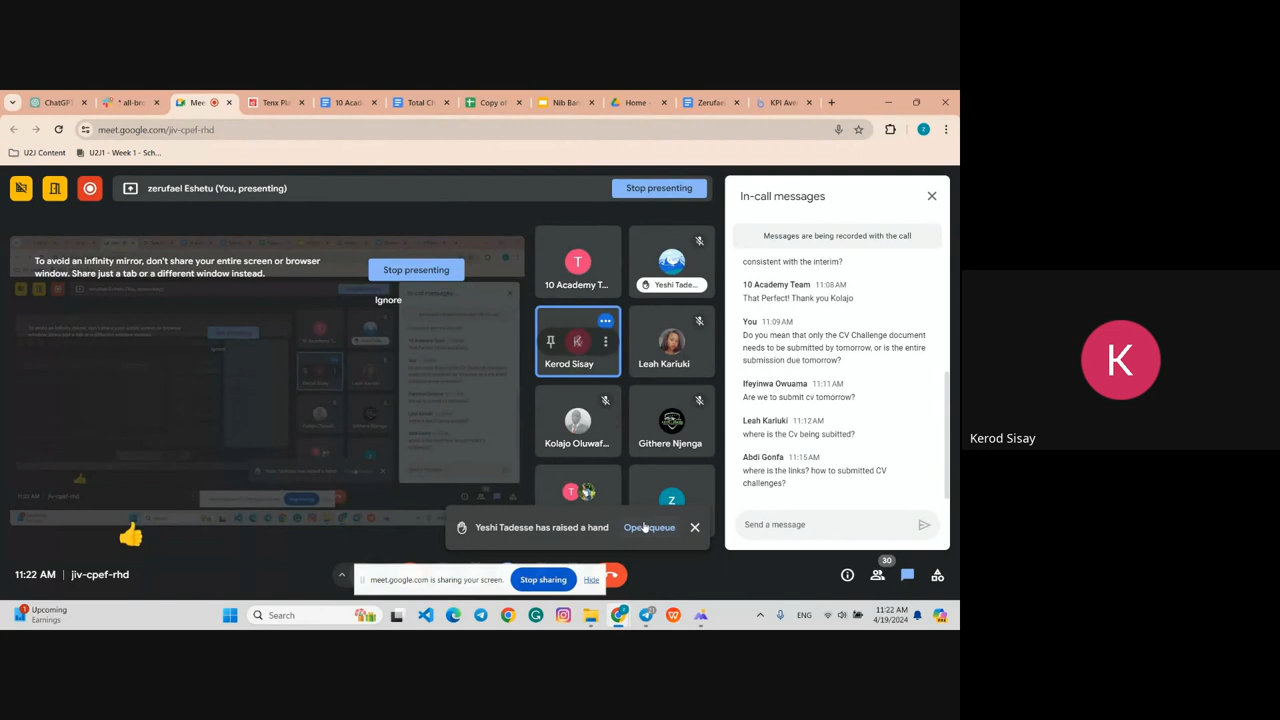 ChatGP
* all-bro
Mee
Tenx Pla
10 Acad
Total Ch
Copy of
Nib Ban
Home -
Zerufae
KPI Ave
meet.google.com/jiv-cpef-rhd
U2J Content
U2J1 - Week 1 - Sch...
zerufael Eshetu (You, presenting)
Stop presenting
To avoid an infinity mirror, don't share your entire screen or browser
window. Share just a tab or a different window instead.
Stop presenting
Ignore
T
10 Academy T...
Yeshi Tade...
K
Kerod Sisay
Leah Kariuki
Kolajo Oluwaf...
Githere Njenga
T
Z
Yeshi Tadesse has raised a hand
Open queue
11:22 AM | jiv-cpef-rhd
meet.google.com is sharing your screen.
Stop sharing
Hide
In-call messages
Messages are being recorded with the call
consistent with the interim?
10 Academy Team 11:08 AM
That Perfect! Thank you Kolajo
You 11:09 AM
Do you mean that only the CV Challenge document
needs to be submitted by tomorrow, or is the entire
submission due tomorrow?
Ifeyinwa Owuama 11:11 AM
Are we to submit cv tomorrow?
Leah Kariuki 11:12 AM
where is the Cv being subitted?
Abdi Gonfa 11:15 AM
where is the links? how to submitted CV
challenges?
Send a message
30
1
Upcoming
Earnings
Search
ENG
11:22 AM
4/19/2024
K
Kerod Sisay